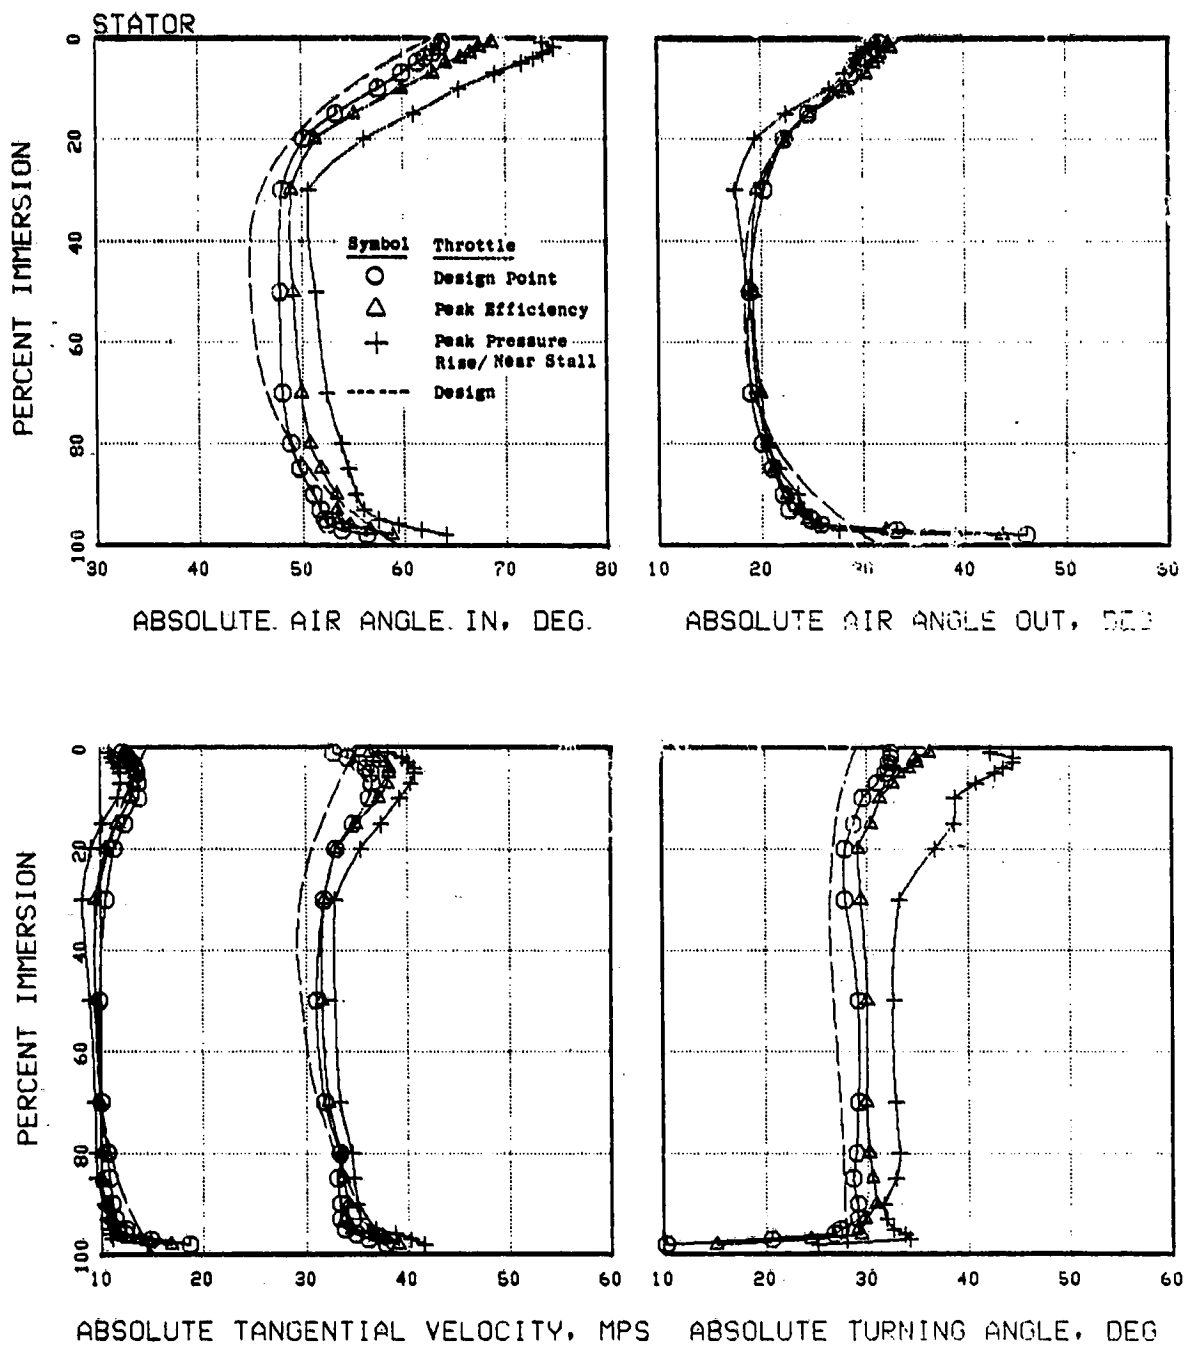 STATOR
0
20
40
60
80
100
PERCENT IMMERSION
Symbol Throttle
Design Point
Peak Efficiency
Peak Pressure
Rise/Near Stall
Design
30 40 50 60 70 80
ABSOLUTE AIR ANGLE IN, DEG.
10 20 30 40 50 60
ABSOLUTE AIR ANGLE OUT, DEG
0
20
40
60
80
100
PERCENT IMMERSION
10 20 30 40 50 60
ABSOLUTE TANGENTIAL VELOCITY, MPS
10 20 30 40 50 60
ABSOLUTE TURNING ANGLE, DEG